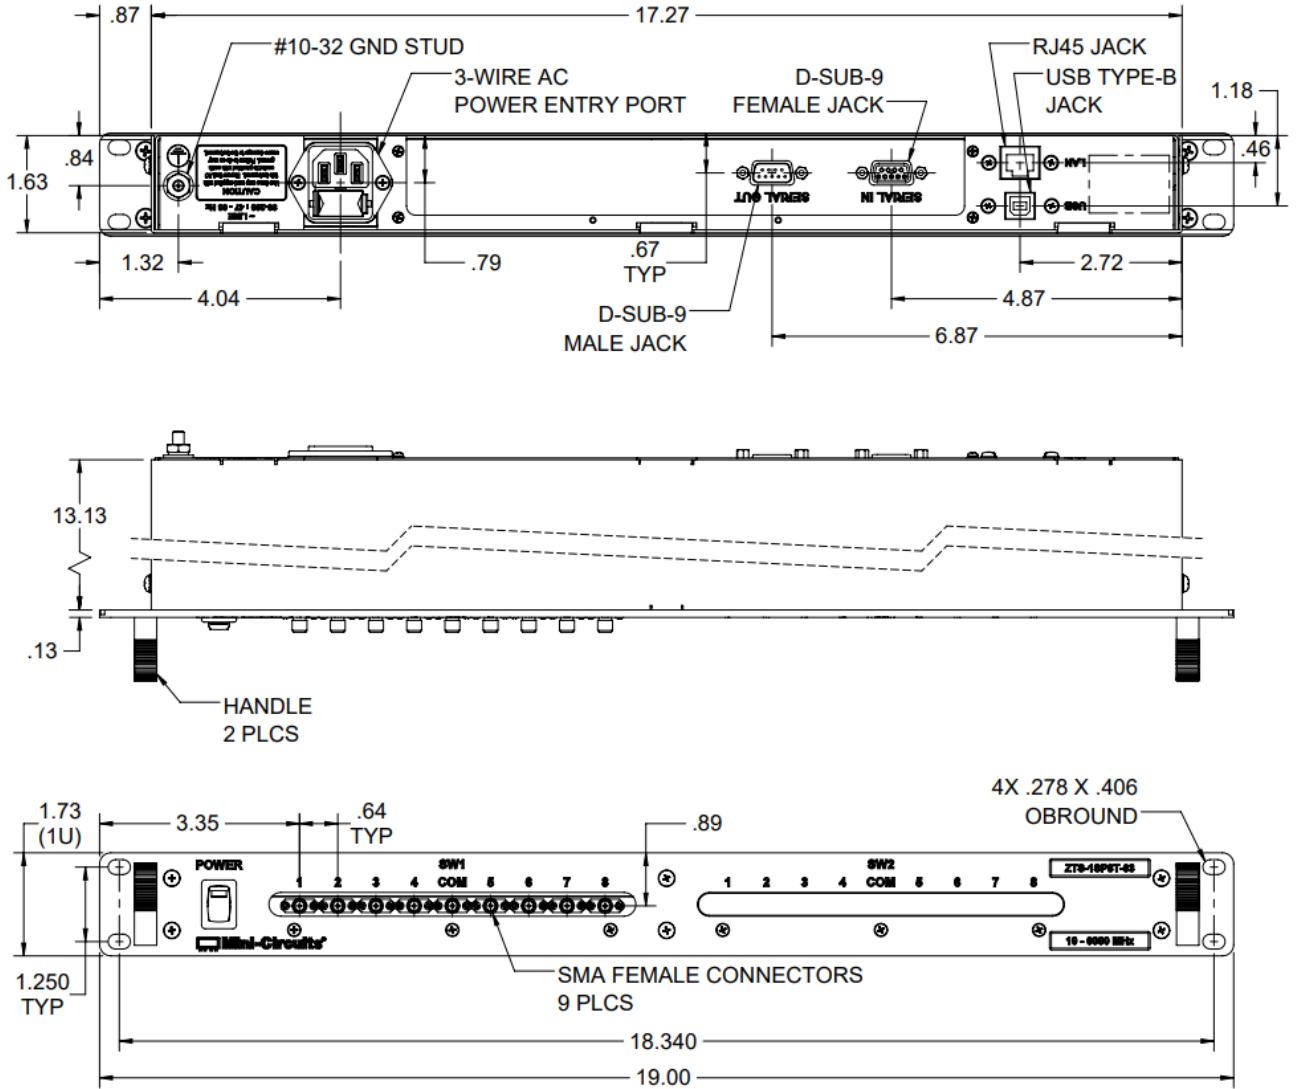 .87
17.27
#10-32 GND STUD
RJ45 JACK
3-WIRE AC
POWER ENTRY PORT
D-SUB-9
FEMALE JACK
USB TYPE-B
JACK
1.18
.84
.46
1.63
CAUTION
~ LINE
SERIAL OUT
SERIAL IN
LAN
USB
1.32
.79
.67
TYP
2.72
4.04
4.87
D-SUB-9
MALE JACK
6.87
13.13
.13
HANDLE
2 PLCS
1.73
(1U)
3.35
.64
TYP
.89
4X .278 X .406
OBROUND
POWER
SW1
SW2
1 2 3 4 COM 5 6 7 8
1 2 3 4 COM 5 6 7 8
Mini-Circuits®
10 - 6000 MHz
1.250
TYP
SMA FEMALE CONNECTORS
9 PLCS
18.340
19.00